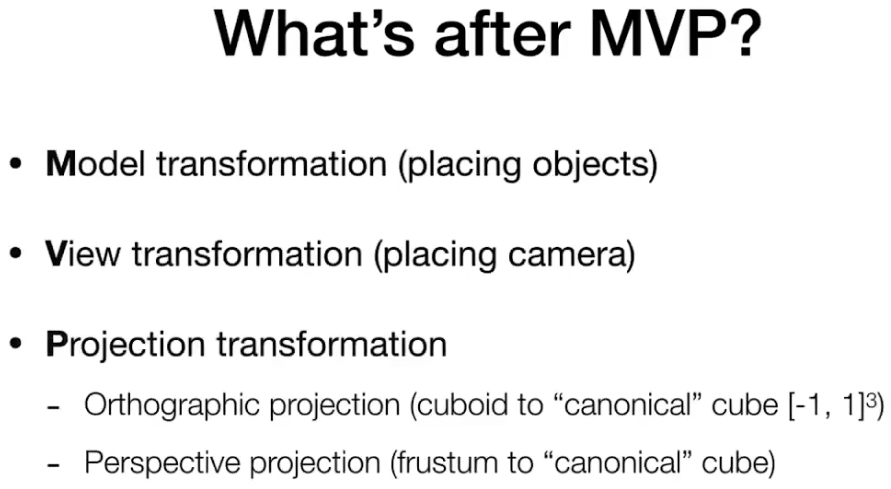 What's after MVP?
• Model transformation (placing objects)
• View transformation (placing camera)
• Projection transformation
- Orthographic projection (cuboid to “canonical” cube [-1, 1]³)
- Perspective projection (frustum to “canonical” cube)